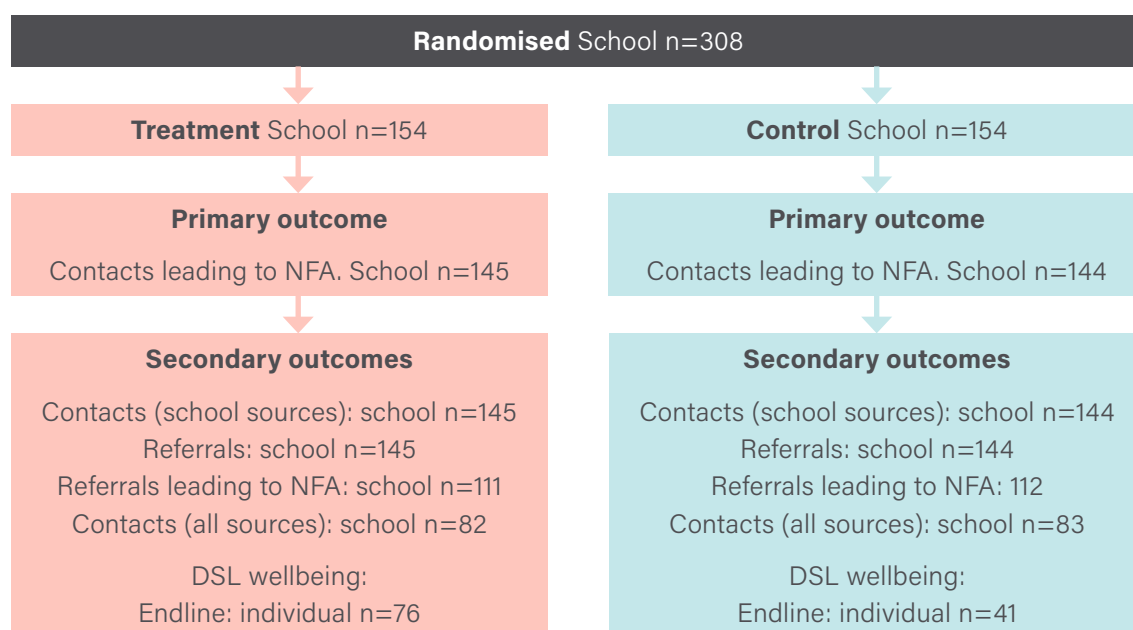 Randomised School n=308
Treatment School n=154
Primary outcome
Contacts leading to NFA. School n=145
Secondary outcomes
Contacts (school sources): school n=145
Referrals: school n=145
Referrals leading to NFA: school n=111
Contacts (all sources): school n=82
DSL wellbeing:
Endline: individual n=76
Control School n=154
Primary outcome
Contacts leading to NFA. School n=144
Secondary outcomes
Contacts (school sources): school n=144
Referrals: school n=144
Referrals leading to NFA: 112
Contacts (all sources): school n=83
DSL wellbeing:
Endline: individual n=41